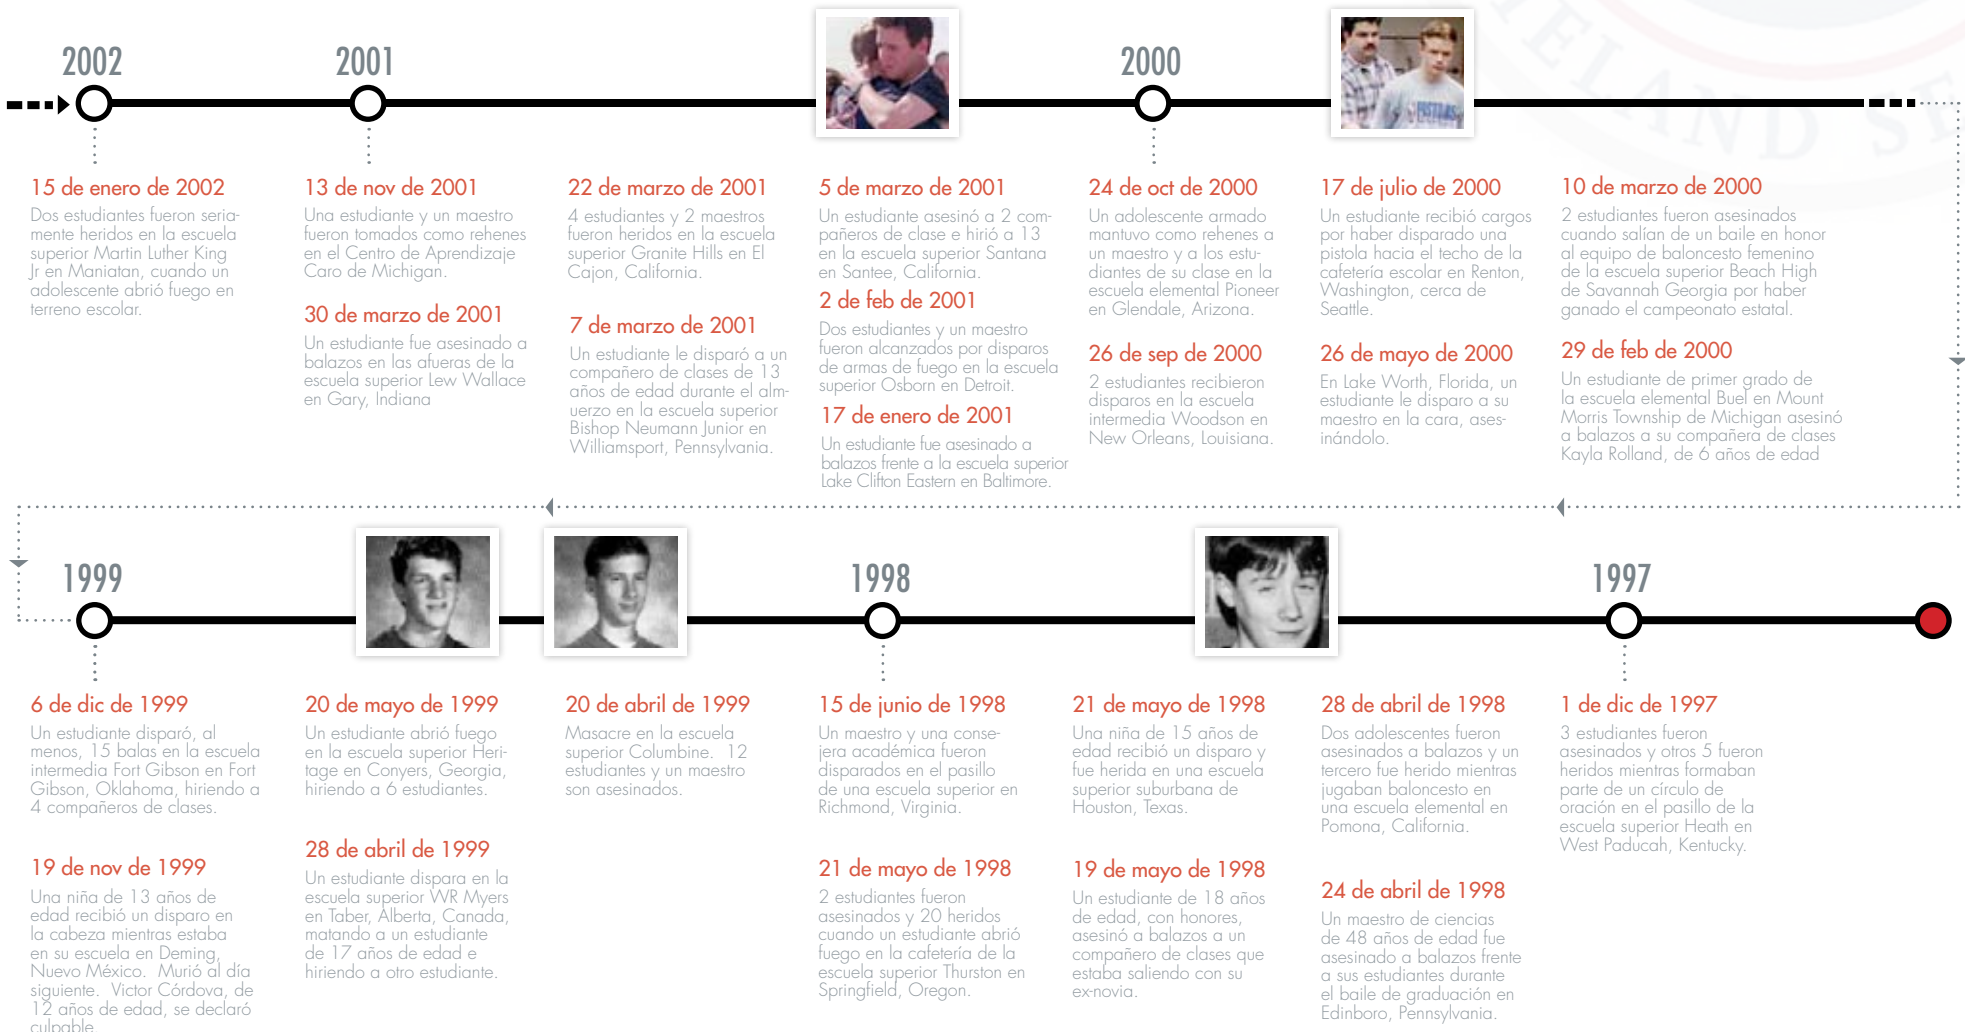 2002
2001
2000
15 de enero de 2002
Dos estudiantes fueron seria-
mente heridos en la escuela
superior Martin Luther King
Jr en Maniatan, cuando un
adolescente abrió fuego en
terreno escolar.
13 de nov de 2001
Una estudiante y un maestro
fueron tomados como rehenes
en el Centro de Aprendizaje
Caro de Michigan.
30 de marzo de 2001
Un estudiante fue asesinado a
balazos en las afueras de la
escuela superior Lew Wallace
en Gary, Indiana
22 de marzo de 2001
4 estudiantes y 2 maestros
fueron heridos en la escuela
superior Granite Hills en El
Cajon, California.
7 de marzo de 2001
Un estudiante le disparó a un
compañero de clases de 13
años de edad durante el alm-
uerzo en la escuela superior
Bishop Neumann Junior en
Williamsport, Pennsylvania.
5 de marzo de 2001
Un estudiante asesinó a 2 com-
pañeros de clase e hirió a 13
en la escuela superior Santana
en Santee, California.
2 de feb de 2001
Dos estudiantes y un maestro
fueron alcanzados por disparos
de armas de fuego en la escuela
superior Osborn en Detroit.
17 de enero de 2001
Un estudiante fue asesinado a
balazos frente a la escuela superior
Lake Clifton Eastern en Baltimore.
24 de oct de 2000
Un adolescente armado
mantuvo como rehenes a
un maestro y a los estu-
diantes de su clase en la
escuela elemental Pioneer
en Glendale, Arizona.
26 de sep de 2000
2 estudiantes recibieron
disparos en la escuela
intermedia Woodson en
New Orleans, Louisiana.
17 de julio de 2000
Un estudiante recibió cargos
por haber disparado una
pistola hacia el techo de la
cafetería escolar en Renton,
Washington, cerca de
Seattle.
26 de mayo de 2000
En Lake Worth, Florida, un
estudiante le disparo a su
maestro en la cara, ases-
inándolo.
10 de marzo de 2000
2 estudiantes fueron asesinados
cuando salían de un baile en honor
al equipo de baloncesto femenino
de la escuela superior Beach High
de Savannah Georgia por haber
ganado el campeonato estatal.
29 de feb de 2000
Un estudiante de primer grado de
la escuela elemental Buel en Mount
Morris Township de Michigan asesinó
a balazos a su compañera de clases
Kayla Rolland, de 6 años de edad
1999
1998
1997
6 de dic de 1999
Un estudiante disparó, al
menos, 15 balas en la escuela
intermedia Fort Gibson en Fort
Gibson, Oklahoma, hiriendo a
4 compañeros de clases.
19 de nov de 1999
Una niña de 13 años de
edad recibió un disparo en
la cabeza mientras estaba
en su escuela en Deming,
Nuevo México.  Murió al día
siguiente.  Victor Córdova, de
12 años de edad, se declaró
culpable.
20 de mayo de 1999
Un estudiante abrió fuego
en la escuela superior Heri-
tage en Conyers, Georgia,
hiriendo a 6 estudiantes.
28 de abril de 1999
Un estudiante dispara en la
escuela superior WR Myers
en Taber, Alberta, Canada,
matando a un estudiante
de 17 años de edad e
hiriendo a otro estudiante.
20 de abril de 1999
Masacre en la escuela
superior Columbine.  12
estudiantes y un maestro
son asesinados.
15 de junio de 1998
Un maestro y una conse-
jera académica fueron
disparados en el pasillo
de una escuela superior en
Richmond, Virginia.
21 de mayo de 1998
2 estudiantes fueron
asesinados y 20 heridos
cuando un estudiante abrió
fuego en la cafetería de la
escuela superior Thurston en
Springfield, Oregon.
21 de mayo de 1998
Una niña de 15 años de
edad recibió un disparo y
fue herida en una escuela
superior suburbana de
Houston, Texas.
19 de mayo de 1998
Un estudiante de 18 años
de edad, con honores,
asesinó a balazos a un
compañero de clases que
estaba saliendo con su
ex-novia.
28 de abril de 1998
Dos adolescentes fueron
asesinados a balazos y un
tercero fue herido mientras
jugaban baloncesto en
una escuela elemental en
Pomona, California.
24 de abril de 1998
Un maestro de ciencias
de 48 años de edad fue
asesinado a balazos frente
a sus estudiantes durante
el baile de graduación en
Edinboro, Pennsylvania.
1 de dic de 1997
3 estudiantes fueron
asesinados y otros 5 fueron
heridos mientras formaban
parte de un círculo de
oración en el pasillo de la
escuela superior Heath en
West Paducah, Kentucky.